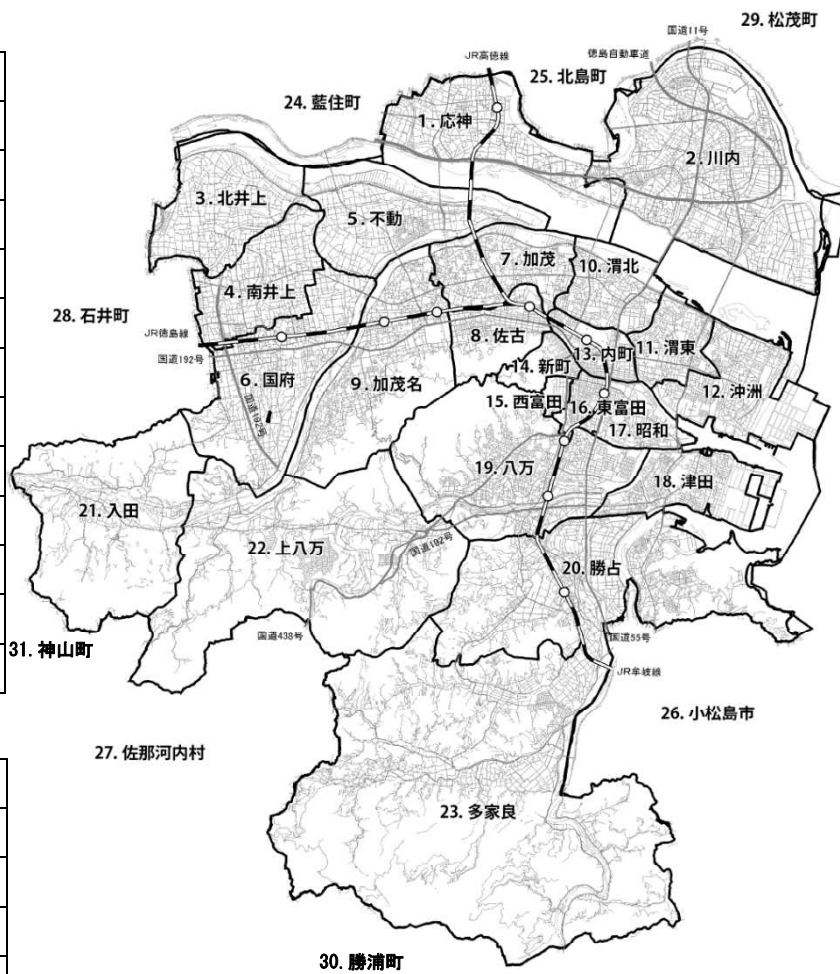 29. 松茂町
国道11号
徳島自動車道
JR高徳線
25. 北島町
24. 藍住町
1. 応神
2. 川内
3. 北井上
5. 不動
7. 加茂
10. 渭北
4. 南井上
28. 石井町
JR徳島線
国道192号
8. 佐古
13. 内町
11. 渭東
14. 新町
6. 国府
9. 加茂名
12. 沖洲
15. 西富田
16. 東富田
国道192号
17. 昭和
19. 八万
18. 津田
21. 入田
22. 上八万
国道192号
20. 勝占
国道438号
国道55号
31. 神山町
JR牟岐線
26. 小松島市
27. 佐那河内村
23. 多家良
30. 勝浦町